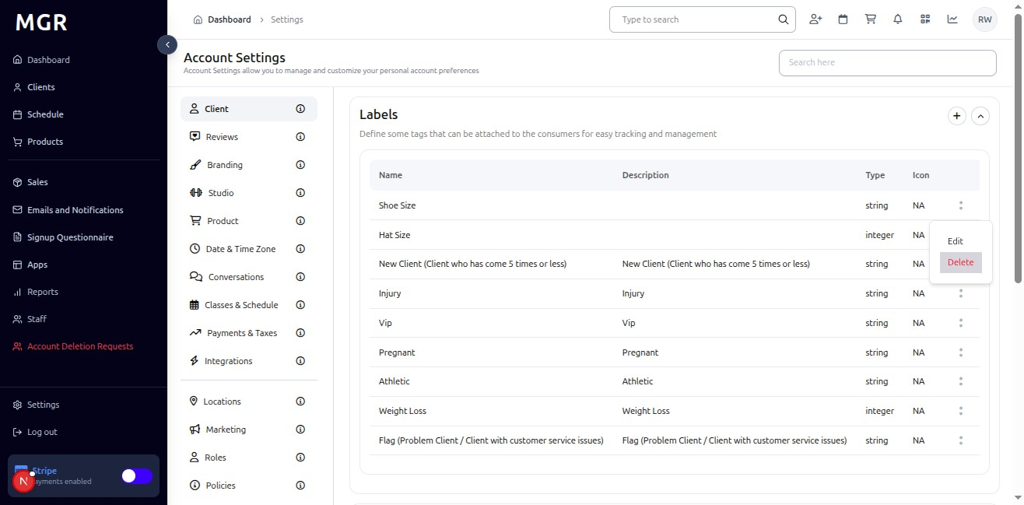 MGR
Dashboard
Clients
Schedule
Products
Sales
Emails and Notifications
Signup Questionnaire
Apps
Reports
Staff
Account Deletion Requests
Settings
Log out
Stripe
ayments enabled
N
Dashboard > Settings
Type to search
RW
Account Settings
Account Settings allow you to manage and customize your personal account preferences
Search here
Client
Reviews
Branding
Studio
Product
Date & Time Zone
Conversations
Classes & Schedule
Payments & Taxes
Integrations
Locations
Marketing
Roles
Policies
Labels
Define some tags that can be attached to the consumers for easy tracking and management
Name Description Type Icon
Shoe Size string NA
Hat Size integer NA
New Client (Client who has come 5 times or less) New Client (Client who has come 5 times or less) string NA
Injury Injury string NA
Vip Vip string NA
Pregnant Pregnant string NA
Athletic Athletic string NA
Weight Loss Weight Loss integer NA
Flag (Problem Client / Client with customer service issues) Flag (Problem Client / Client with customer service issues) string NA
Edit
Delete